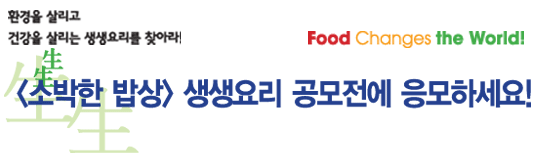 환경을 살리고
건강을 살리는 생생요리를 찾아라!
Food Changes the World!
生
生
生
生
<소박한 밥상> 생생요리 공모전에 응모하세요!